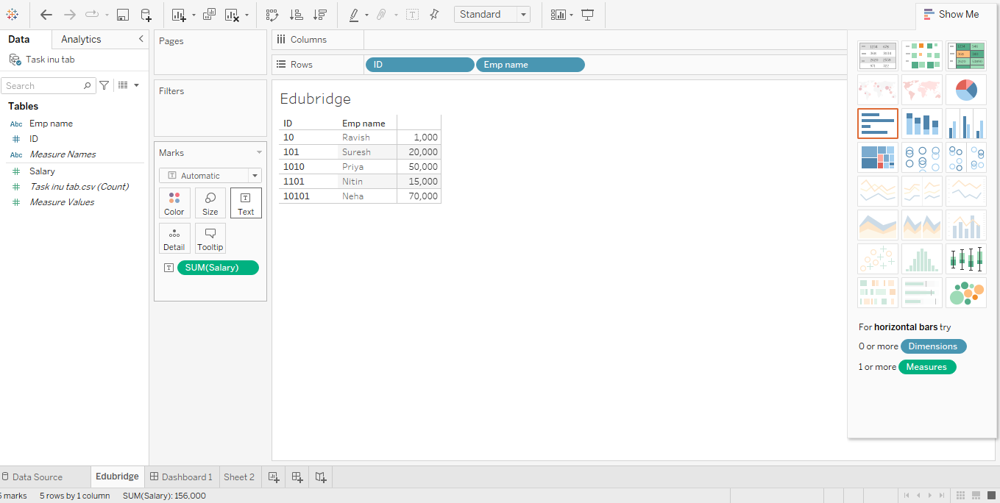 Standard
Show Me
Data
Analytics
Pages
Columns
Task inu tab
Rows
ID
Emp name
Search
Filters
Tables
Abc Emp name
# ID
Abc Measure Names
# Salary
# Task inu tab.csv (Count)
# Measure Values
Marks
T Automatic
Color
Size
T
Text
Detail
Tooltip
T SUM(Salary)
Edubridge
ID Emp name
10 Ravish 1,000
101 Suresh 20,000
1010 Priya 50,000
1101 Nitin 15,000
10101 Neha 70,000
For horizontal bars try
0 or more Dimensions
1 or more Measures
Data Source
Edubridge
Dashboard 1
Sheet 2
marks
5 rows by 1 column
SUM(Salary): 156,000